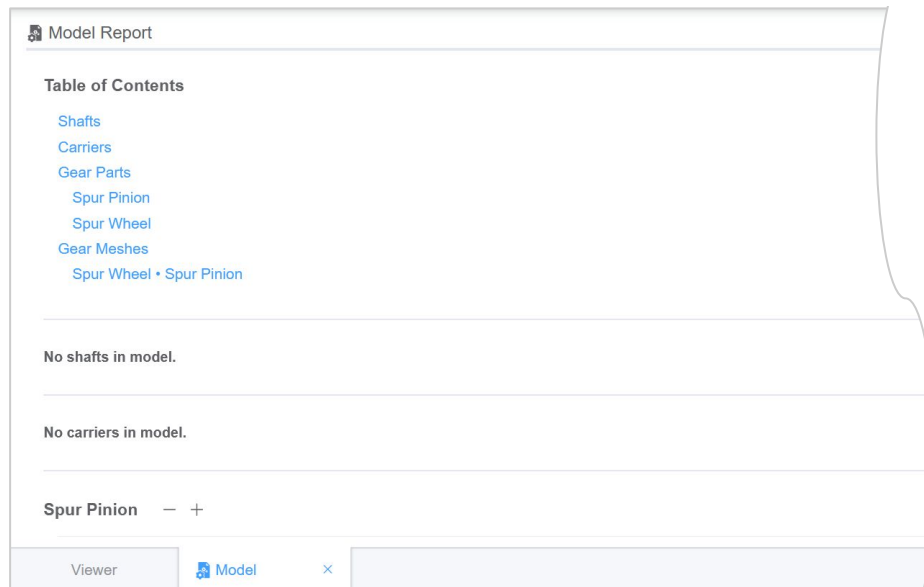 Model Report
Table of Contents
Shafts
Carriers
Gear Parts
Spur Pinion
Spur Wheel
Gear Meshes
Spur Wheel • Spur Pinion
No shafts in model.
No carriers in model.
Spur Pinion − +
Viewer Model ×